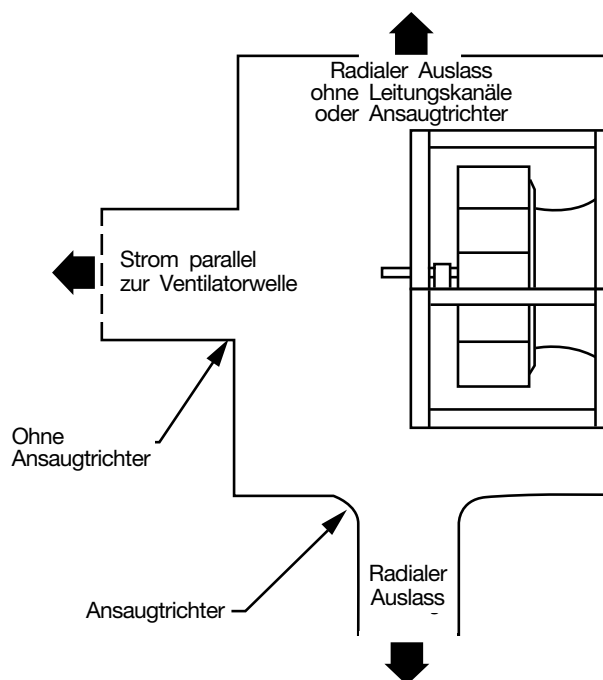 Radialer Auslass
ohne Leitungskanäle
oder Ansaugtrichter
Strom parallel
zur Ventilatorwelle
Ohne
Ansaugtrichter
Ansaugtrichter
Radialer
Auslass